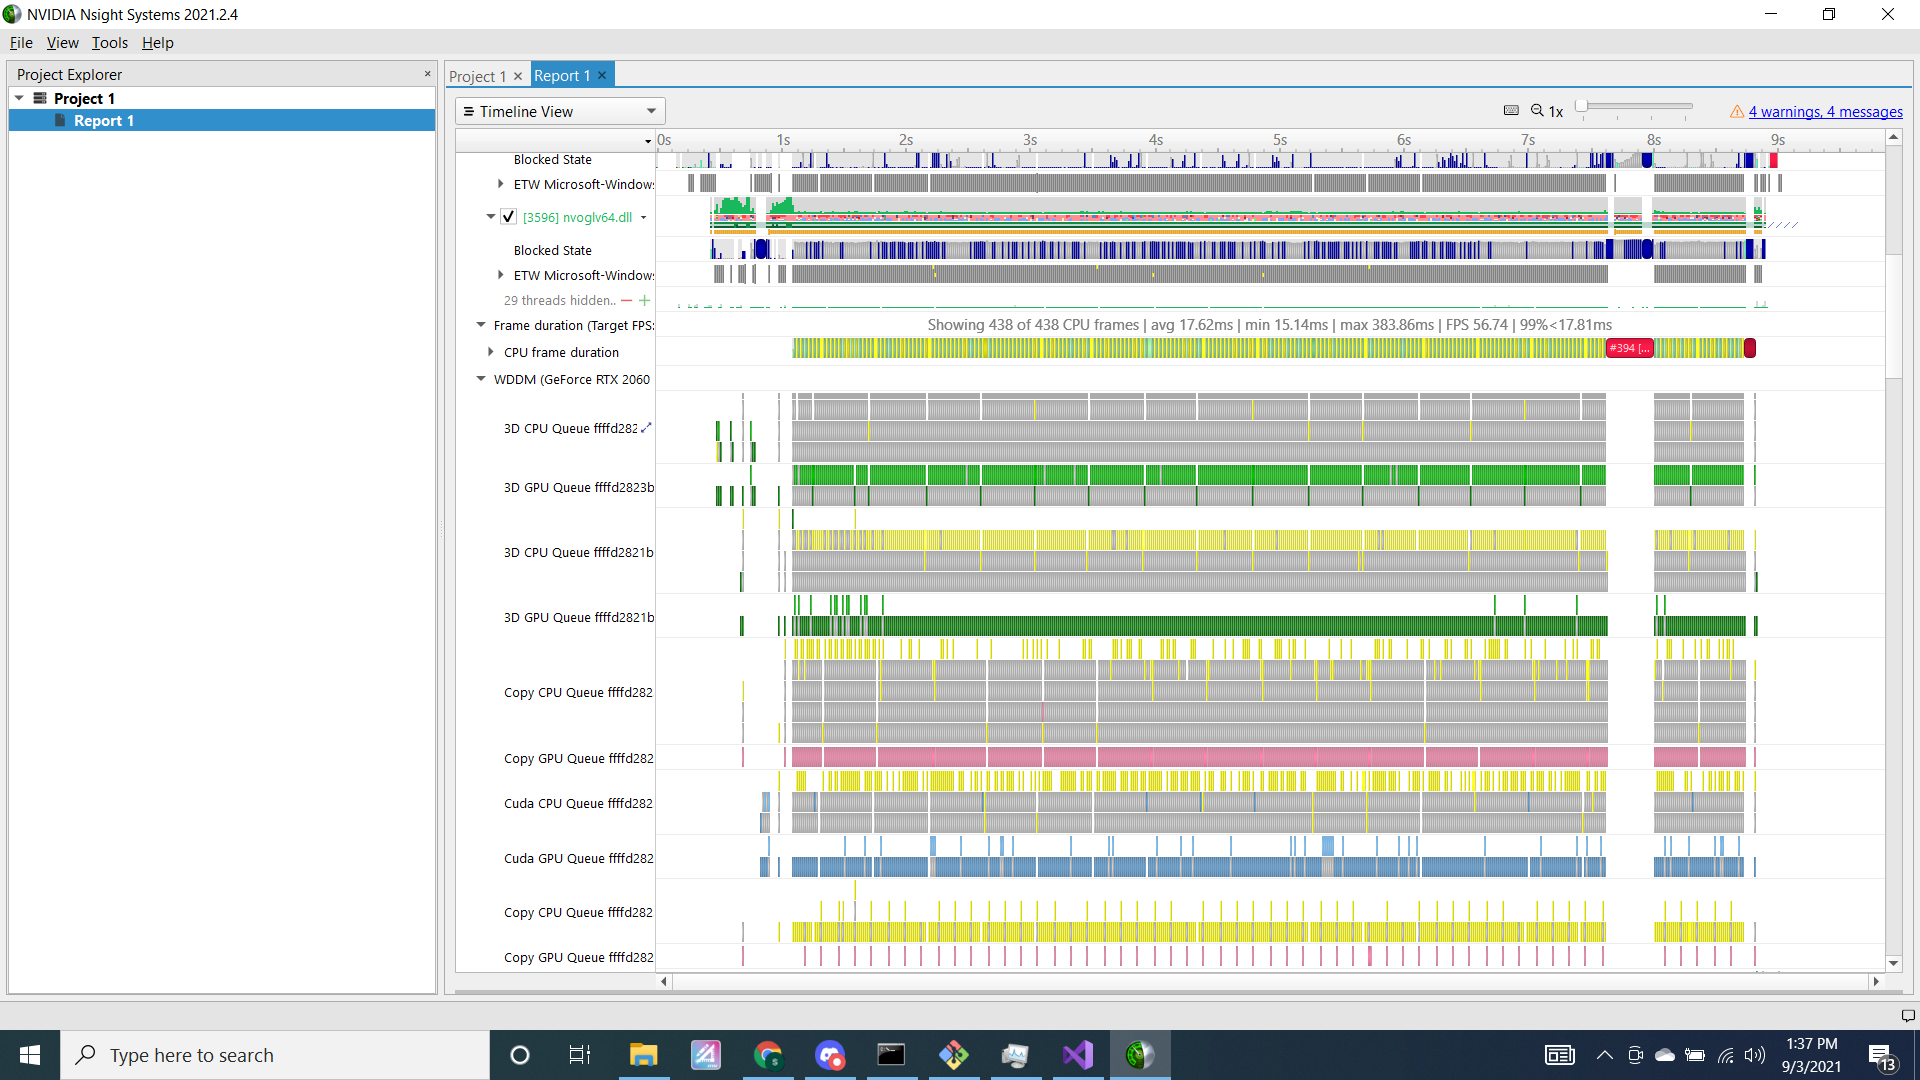 NVIDIA Nsight Systems 2021.2.4
File View Tools Help
Project Explorer
Project 1
Report 1
Project 1
Report 1
Timeline View
1x
4 warnings, 4 messages
0s 1s 2s 3s 4s 5s 6s 7s 8s 9s
Blocked State
ETW Microsoft-Windows
[3596] nvoglv64.dll
Blocked State
ETW Microsoft-Windows
29 threads hidden..
Frame duration (Target FPS:
Showing 438 of 438 CPU frames | avg 17.62ms | min 15.14ms | max 383.86ms | FPS 56.74 | 99%<17.81ms
CPU frame duration
#394 [...
WDDM (GeForce RTX 2060
3D CPU Queue ffffd282
3D GPU Queue ffffd2823b
3D CPU Queue ffffd2821b
3D GPU Queue ffffd2821b
Copy CPU Queue ffffd282
Copy GPU Queue ffffd282
Cuda CPU Queue ffffd282
Cuda GPU Queue ffffd282
Copy CPU Queue ffffd282
Copy GPU Queue ffffd282
Type here to search
1:37 PM
9/3/2021
13